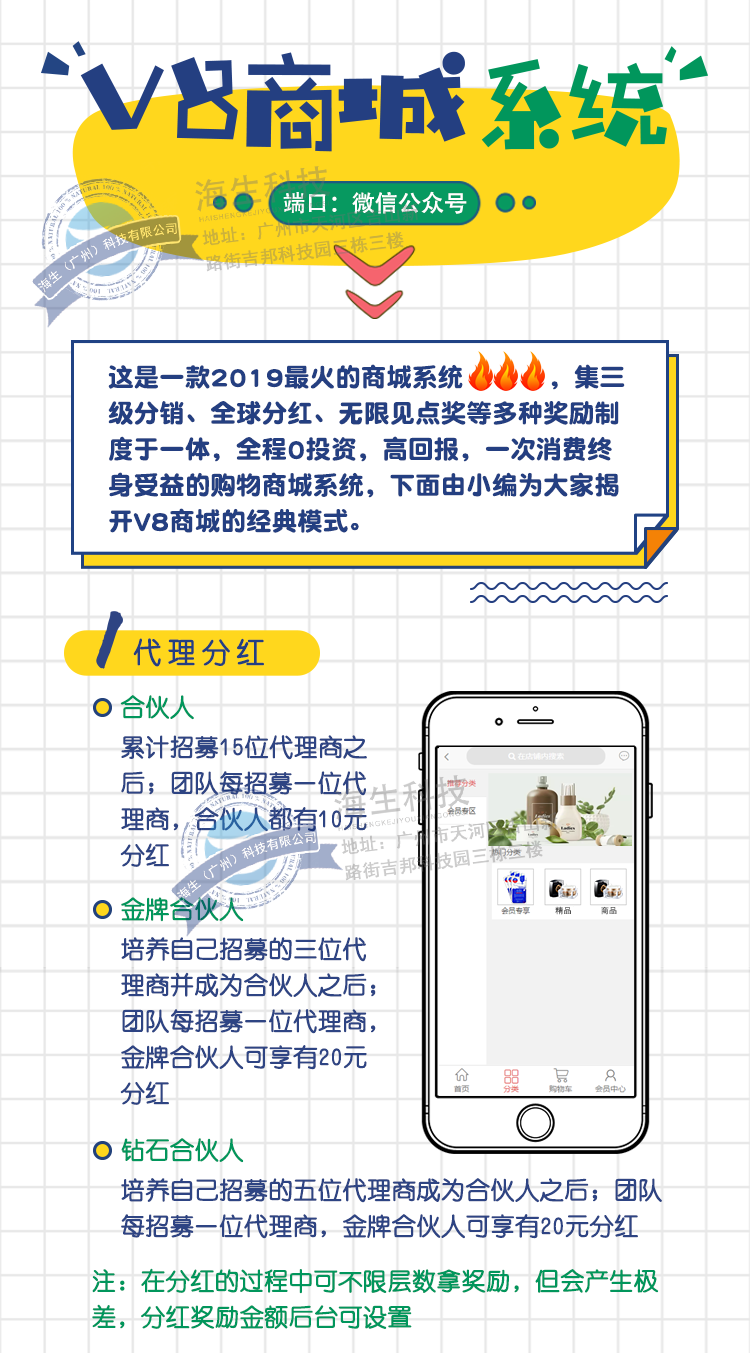 V8商城系统
端口：微信公众号
海生科技
地址：广州市天河
路街吉邦科技园三栋三楼
海生（广州）科技有限公司
这是一款2019最火的商城系统🔥🔥🔥，集三
级分销、全球分红、无限见点奖等多种奖励制
度于一体，全程0投资，高回报，一次消费终
身受益的购物商城系统，下面由小编为大家揭
开V8商城的经典模式。
1 代理分红
合伙人
累计招募15位代理商之
后；团队每招募一位代
理商，合伙人都有10元
分红
金牌合伙人
培养自己招募的三位代
理商并成为合伙人之后；
团队每招募一位代理商，
金牌合伙人可享有20元
分红
在店铺内搜索
推荐分类
会员专区
热门分类
会员专享 精品 商品
首页 分类 购物车 会员中心
海生科技
地址：广州市天河
路街吉邦科技园三栋三楼
海生（广州）科技有限公司
钻石合伙人
培养自己招募的五位代理商成为合伙人之后；团队
每招募一位代理商，金牌合伙人可享有20元分红
注：在分红的过程中可不限层数拿奖励，但会产生极
差，分红奖励金额后台可设置